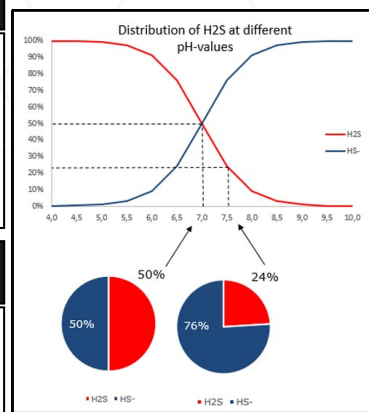 Distribution of H2S at different
pH-values
100%
90%
80%
70%
60%
50%
40%
30%
20%
10%
0%
H2S
HS-
4,0 4,5 5,0 5,5 6,0 6,5 7,0 7,5 8,0 8,5 9,0 9,5 10,0
50%
24%
50%
76%
H2S HS-
H2S HS-